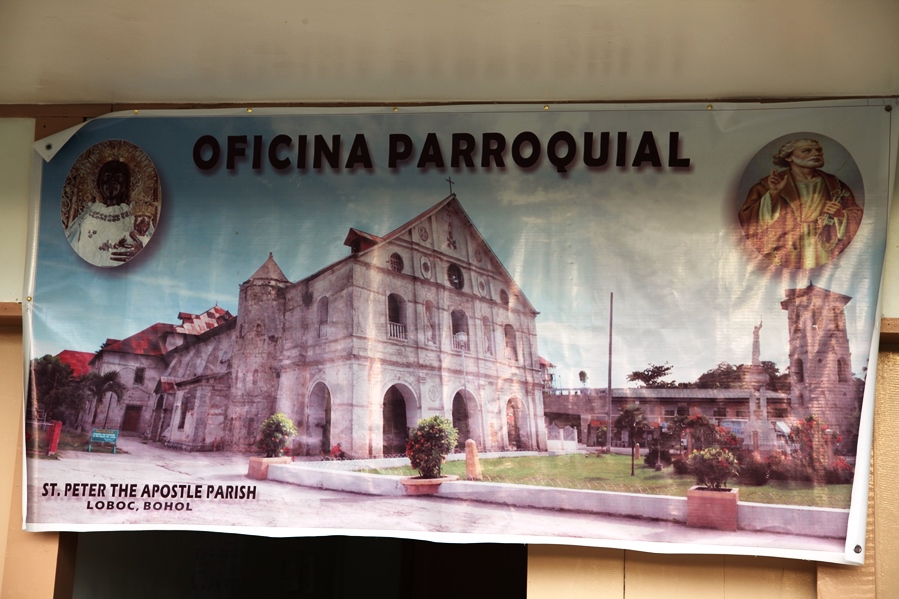 OFICINA PARROQUIAL
ST. PETER THE APOSTLE PARISH
LOBOC, BOHOL